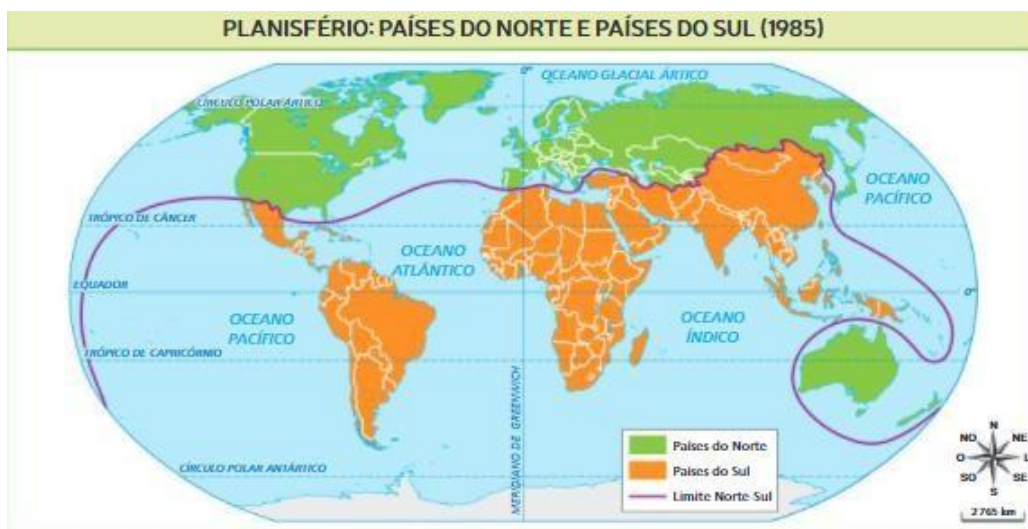 PLANISFÉRIO: PAÍSES DO NORTE E PAÍSES DO SUL (1985)
0°
OCEANO GLACIAL ÁRTICO
CÍRCULO POLAR ÁRTICO
OCEANO
PACÍFICO
TRÓPICO DE CÂNCER
OCEANO
ATLÂNTICO
EQUADOR
0°
OCEANO
PACÍFICO
OCEANO
ÍNDICO
TRÓPICO DE CAPRICÓRNIO
MERIDIANO DE GREENWICH
CÍRCULO POLAR ANTÁRTICO
Países do Norte
Países do Sul
Limite Norte-Sul
N
NO
NE
O
L
SO
SE
S
2765 km